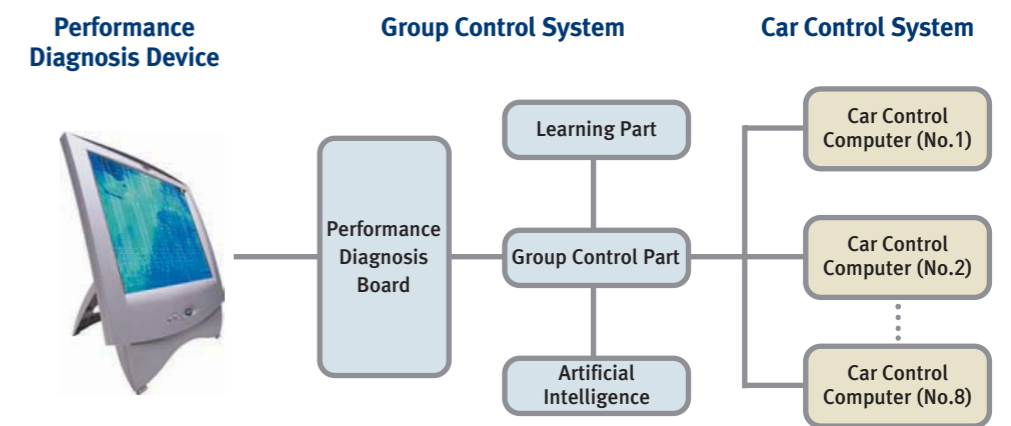 Performance
Diagnosis Device
Group Control System
Car Control System
Performance
Diagnosis
Board
Learning Part
Group Control Part
Artificial
Intelligence
Car Control
Computer (No.1)
Car Control
Computer (No.2)
Car Control
Computer (No.8)